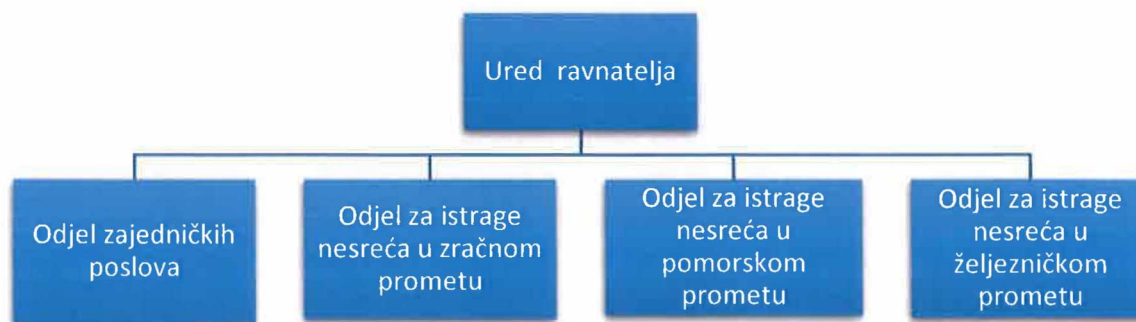 Ured ravnatelja
Odjel zajedničkih
poslova
Odjel za istrage
nesreća u zračnom
prometu
Odjel za istrage
nesreća u
pomorskom
prometu
Odjel za istrage
nesreća u
željezničkom
prometu